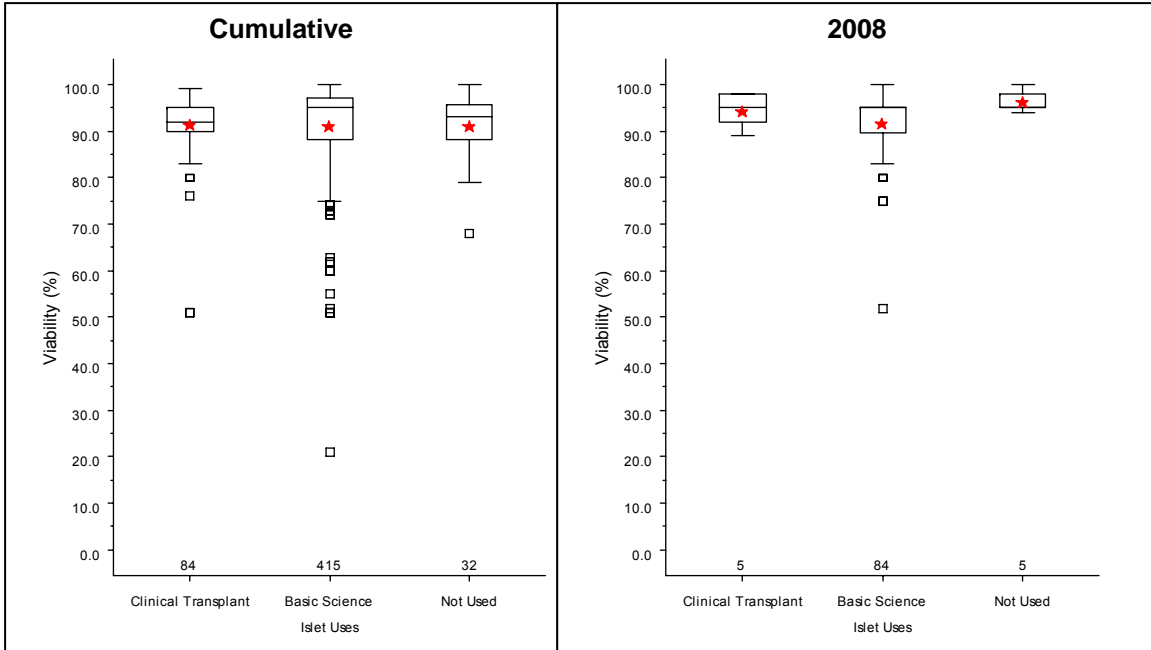 Cumulative
Viability (%)
100.0
90.0
80.0
70.0
60.0
50.0
40.0
30.0
20.0
10.0
0.0
84 415 32
Clinical Transplant Basic Science Not Used
Islet Uses
2008
Viability (%)
100.0
90.0
80.0
70.0
60.0
50.0
40.0
30.0
20.0
10.0
0.0
5 84 5
Clinical Transplant Basic Science Not Used
Islet Uses